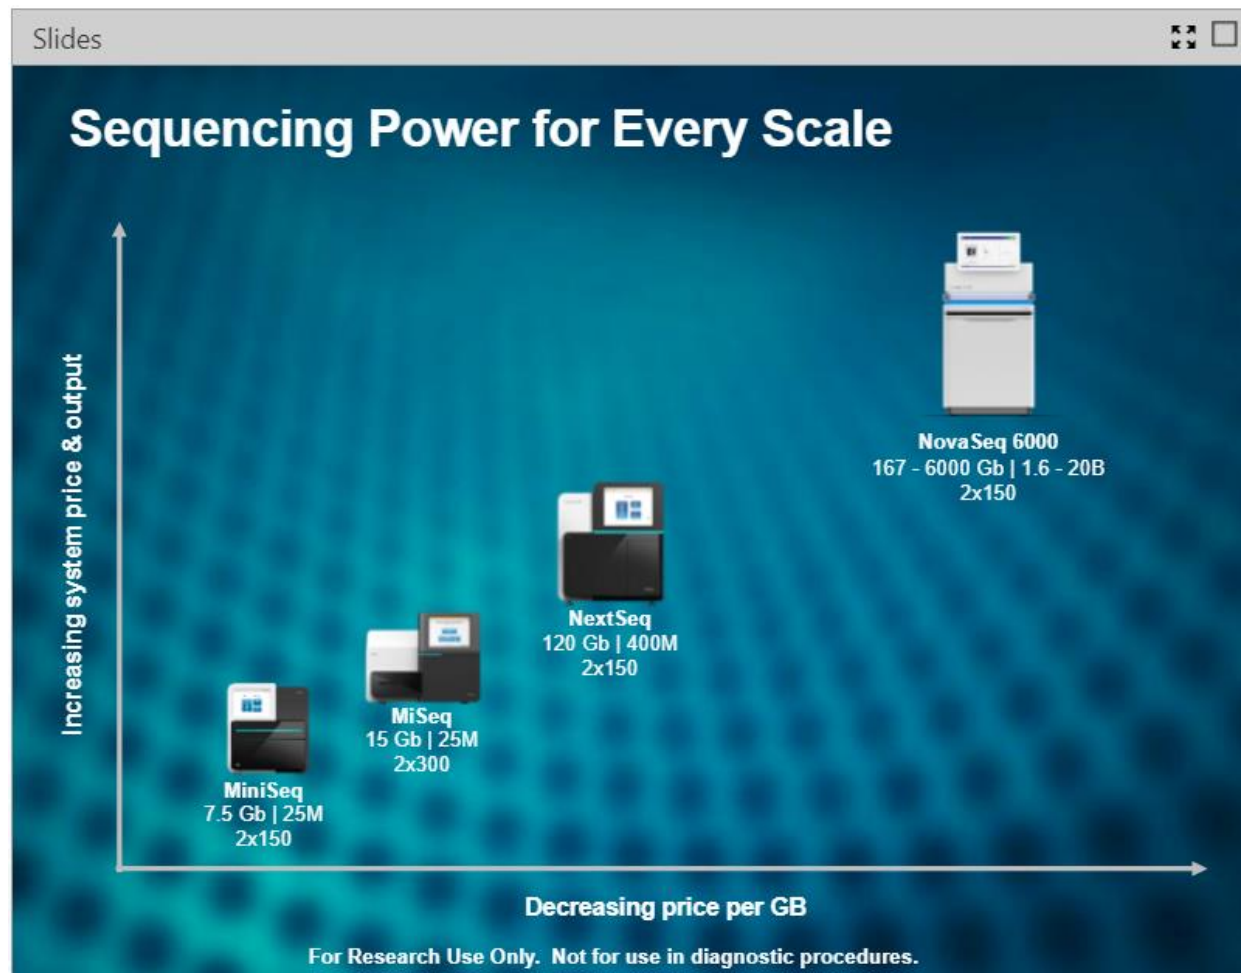 Slides
Sequencing Power for Every Scale
Increasing system price & output
NovaSeq 6000
167 - 6000 Gb | 1.6 - 20B
2x150
NextSeq
120 Gb | 400M
2x150
MiSeq
15 Gb | 25M
2x300
MiniSeq
7.5 Gb | 25M
2x150
Decreasing price per GB
For Research Use Only.  Not for use in diagnostic procedures.